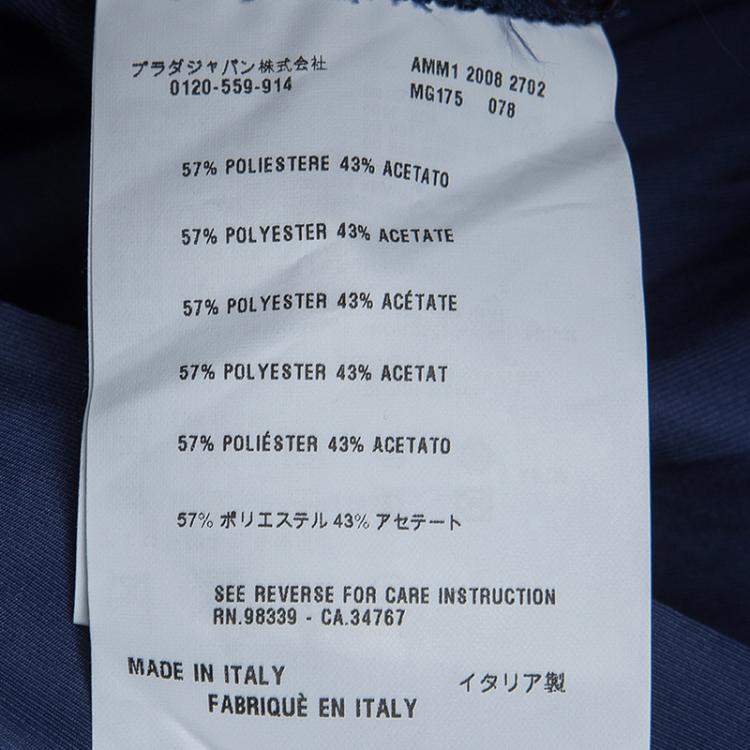 プラダジャパン株式会社
0120-559-914
AMM1 2008 2702
MG175 078
57% POLIESTERE 43% ACETATO
57% POLYESTER 43% ACETATE
57% POLYESTER 43% ACÉTATE
57% POLYESTER 43% ACETAT
57% POLIÉSTER 43% ACETATO
57% ポリエステル 43% アセテート
SEE REVERSE FOR CARE INSTRUCTION
RN.98339 - CA.34767
MADE IN ITALY
イタリア製
FABRIQUÈ EN ITALY